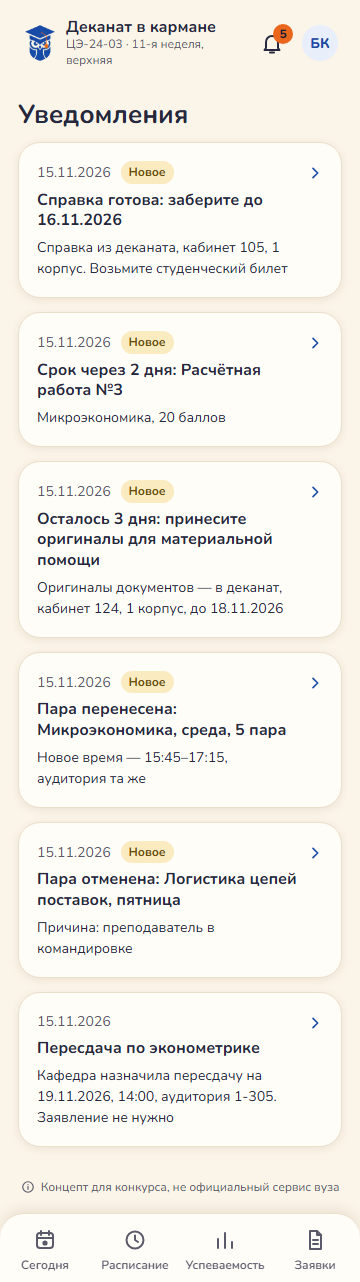 Деканат в кармане
ЦЭ-24-03 · 11-я неделя,
верхняя
5
БК
Уведомления
15.11.2026 Новое
Справка готова: заберите до
16.11.2026
Справка из деканата, кабинет 105, 1
корпус. Возьмите студенческий билет
15.11.2026 Новое
Срок через 2 дня: Расчётная
работа №3
Микроэкономика, 20 баллов
15.11.2026 Новое
Осталось 3 дня: принесите
оригиналы для материальной
помощи
Оригиналы документов — в деканат,
кабинет 124, 1 корпус, до 18.11.2026
15.11.2026 Новое
Пара перенесена:
Микроэкономика, среда, 5 пара
Новое время — 15:45–17:15,
аудитория та же
15.11.2026 Новое
Пара отменена: Логистика цепей
поставок, пятница
Причина: преподаватель в
командировке
15.11.2026
Пересдача по эконометрике
Кафедра назначила пересдачу на
19.11.2026, 14:00, аудитория 1-305.
Заявление не нужно
Концепт для конкурса, не официальный сервис вуза
Сегодня Расписание Успеваемость Заявки